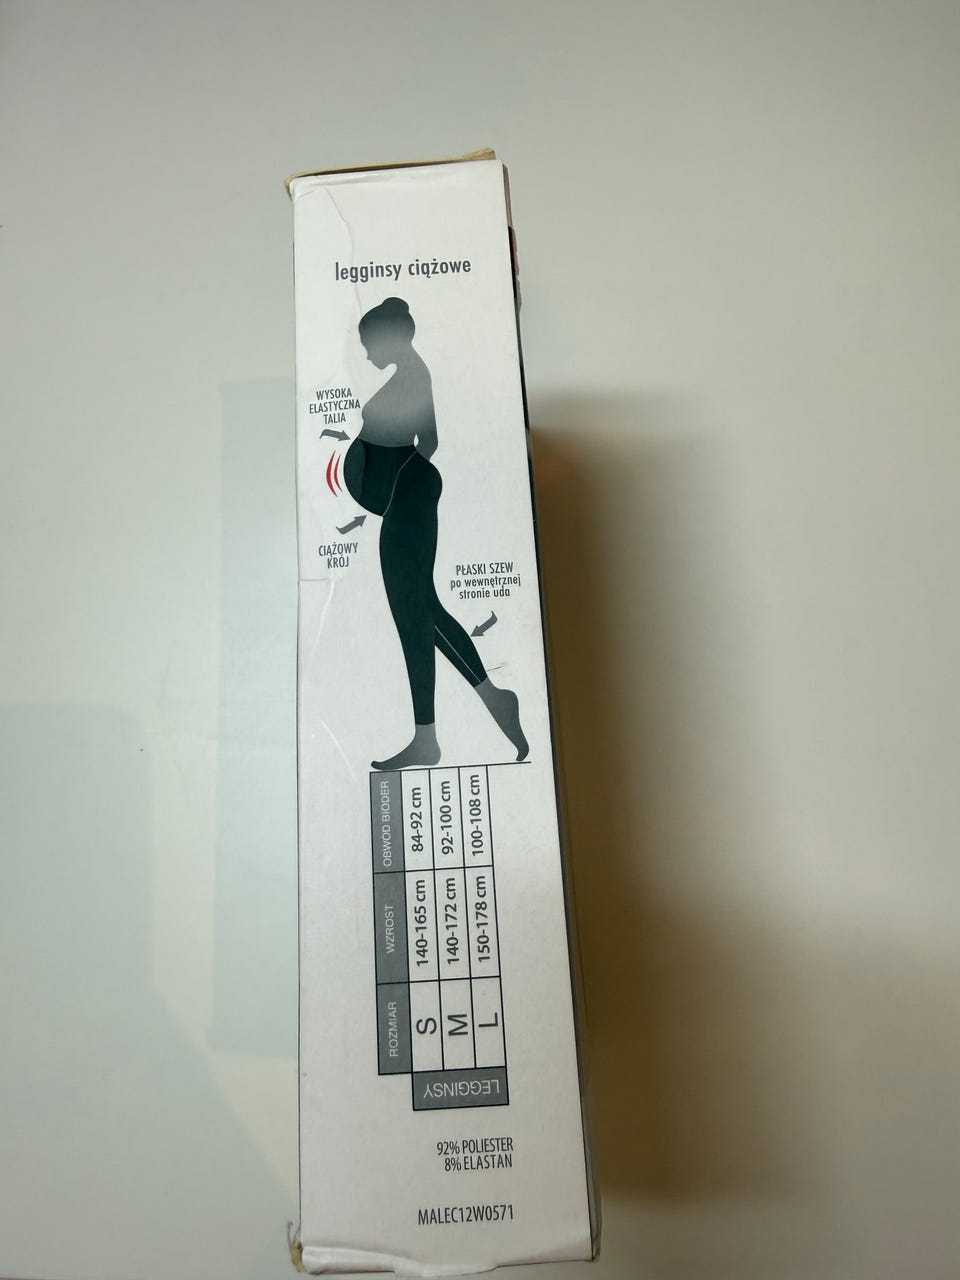 legginsy ciążowe
WYSOKA
ELASTYCZNA
TALIA
CIĄŻOWY
KRÓJ
PŁASKI SZEW
po wewnętrznej
stronie uda
LEGGINSY
ROZMIAR WZROST OBWÓD BIODER
S 140-165 cm 84-92 cm
M 140-172 cm 92-100 cm
L 150-178 cm 100-108 cm
92% POLIESTER
8% ELASTAN
MALEC12W0571